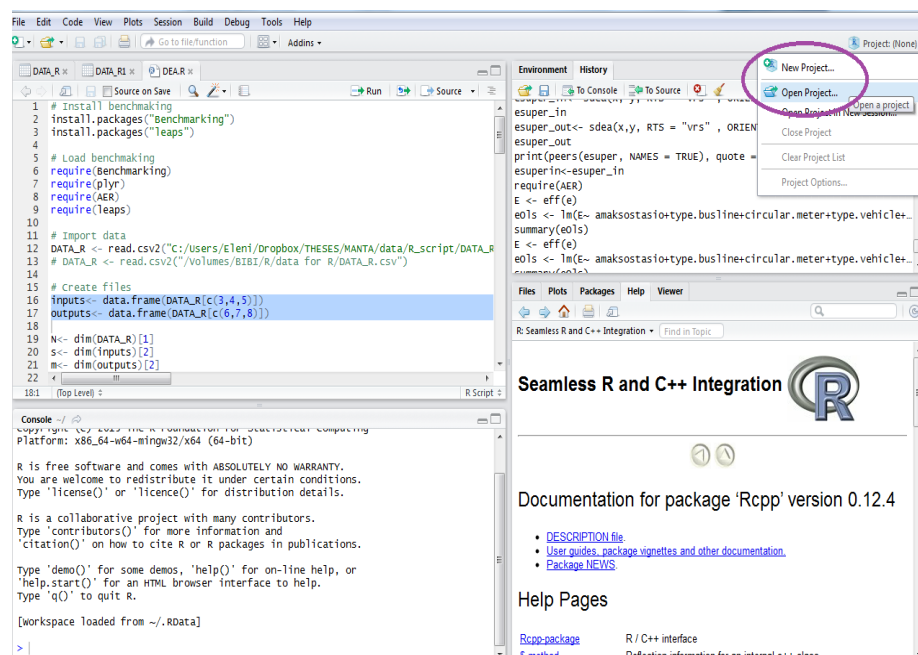 File Edit Code View Plots Session Build Debug Tools Help
Go to file/function Addins
Project: (None)
DATA_R × DATA_R1 × DEA.R ×
Source on Save Run Source
1 # Install benchmaking
2 install.packages("Benchmarking")
3 install.packages("leaps")
4
5 # Load benchmaking
6 require(Benchmarking)
7 require(plyr)
8 require(AER)
9 require(leaps)
10
11 # Import data
12 DATA_R <- read.csv2("C:/Users/Eleni/Dropbox/THESES/MANTA/data/R_script/DATA_R
13 # DATA_R <- read.csv2("/Volumes/BIBI/R/data for R/DATA_R.csv")
14
15 # Create files
16 inputs<- data.frame(DATA_R[c(3,4,5)])
17 outputs<- data.frame(DATA_R[c(6,7,8)])
18
19 N<- dim(DATA_R)[1]
20 s<- dim(inputs)[2]
21 m<- dim(outputs)[2]
22
18:1 (Top Level) R Script
Console ~/
Copyright (C) 2015 The R Foundation for Statistical Computing
Platform: x86_64-w64-mingw32/x64 (64-bit)
R is free software and comes with ABSOLUTELY NO WARRANTY.
You are welcome to redistribute it under certain conditions.
Type 'license()' or 'licence()' for distribution details.
R is a collaborative project with many contributors.
Type 'contributors()' for more information and
'citation()' on how to cite R or R packages in publications.
Type 'demo()' for some demos, 'help()' for on-line help, or
'help.start()' for an HTML browser interface to help.
Type 'q()' to quit R.
[Workspace loaded from ~/.RData]
>
Environment History
To Console To Source
esuper_in
esuper_out<- sdea(x,y, RTS = "vrs" , ORIEN
esuper_out
print(peers(esuper, NAMES = TRUE), quote =
esuperin<-esuper_in
require(AER)
E <- eff(e)
eOls <- lm(E~ amaksostasio+type.busline+circular.meter+type.vehicle+…
summary(eOls)
E <- eff(e)
eOls <- lm(E~ amaksostasio+type.busline+circular.meter+type.vehicle+…
summary(eOls)
New Project...
Open Project...
Open Project in New Session...
Open a project
Close Project
Clear Project List
Project Options...
Files Plots Packages Help Viewer
R: Seamless R and C++ Integration Find in Topic
Seamless R and C++ Integration R
Documentation for package ‘Rcpp’ version 0.12.4
• DESCRIPTION file.
• User guides, package vignettes and other documentation.
• Package NEWS.
Help Pages
Rcpp-package R / C++ interface